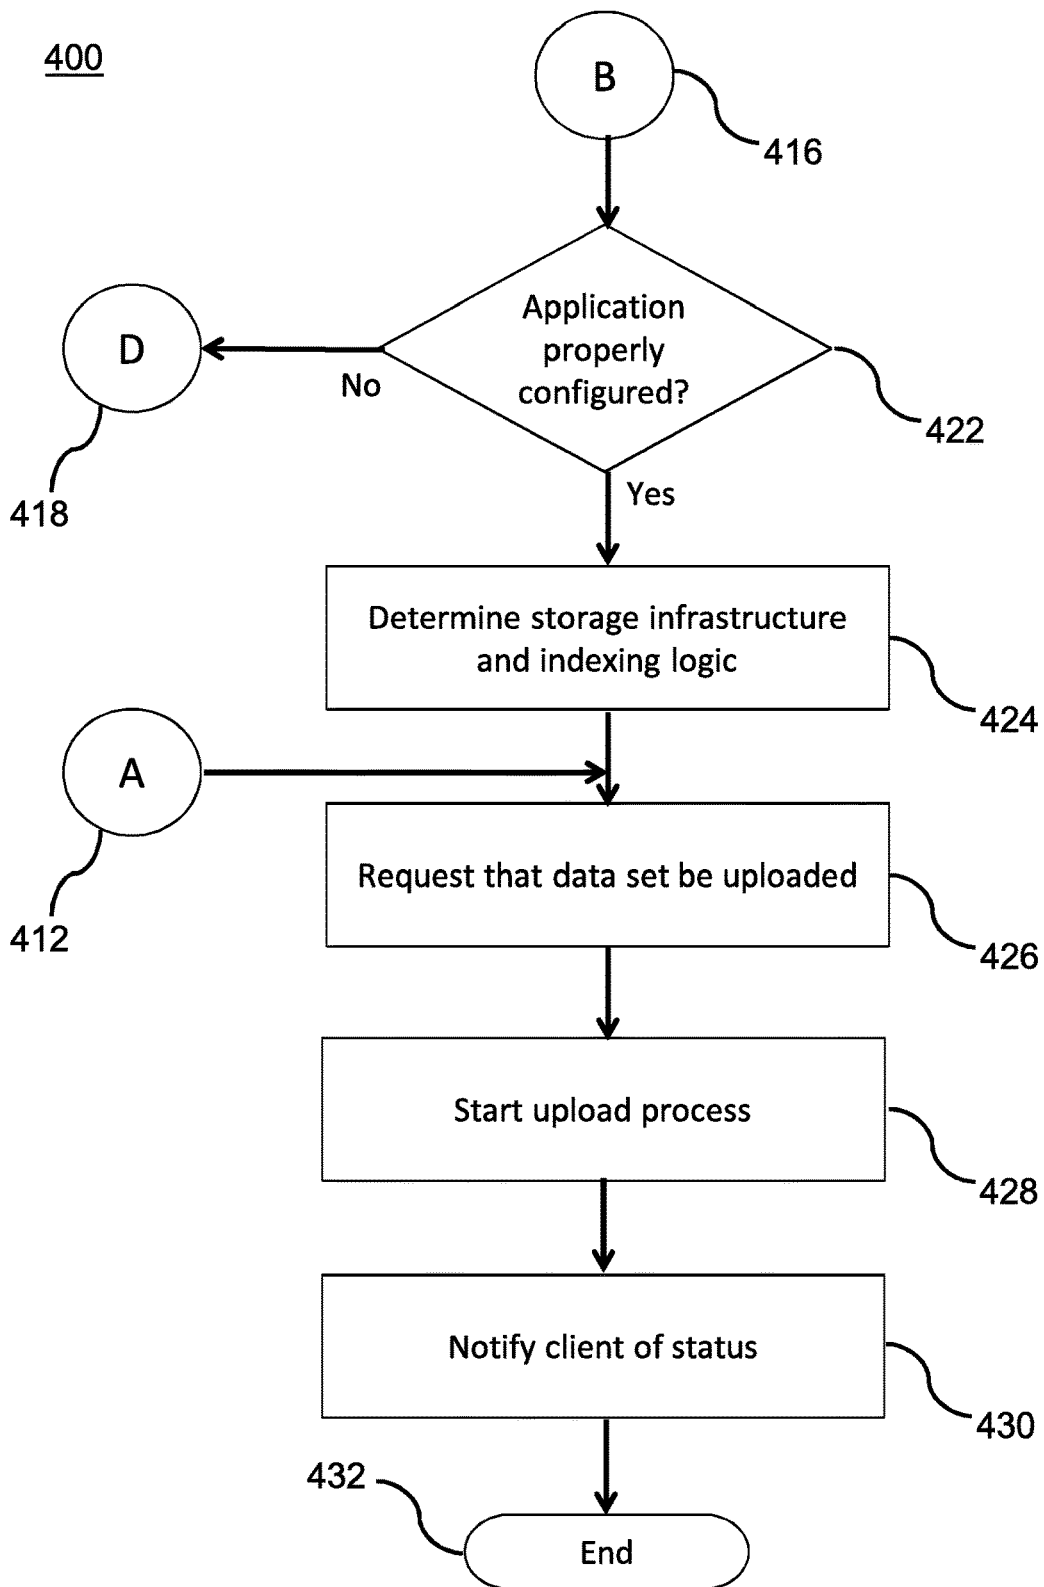 400
B
416
Application
properly
configured?
D
No
422
418
Yes
Determine storage infrastructure
and indexing logic
424
A
Request that data set be uploaded
412
426
Start upload process
428
Notify client of status
430
432
End